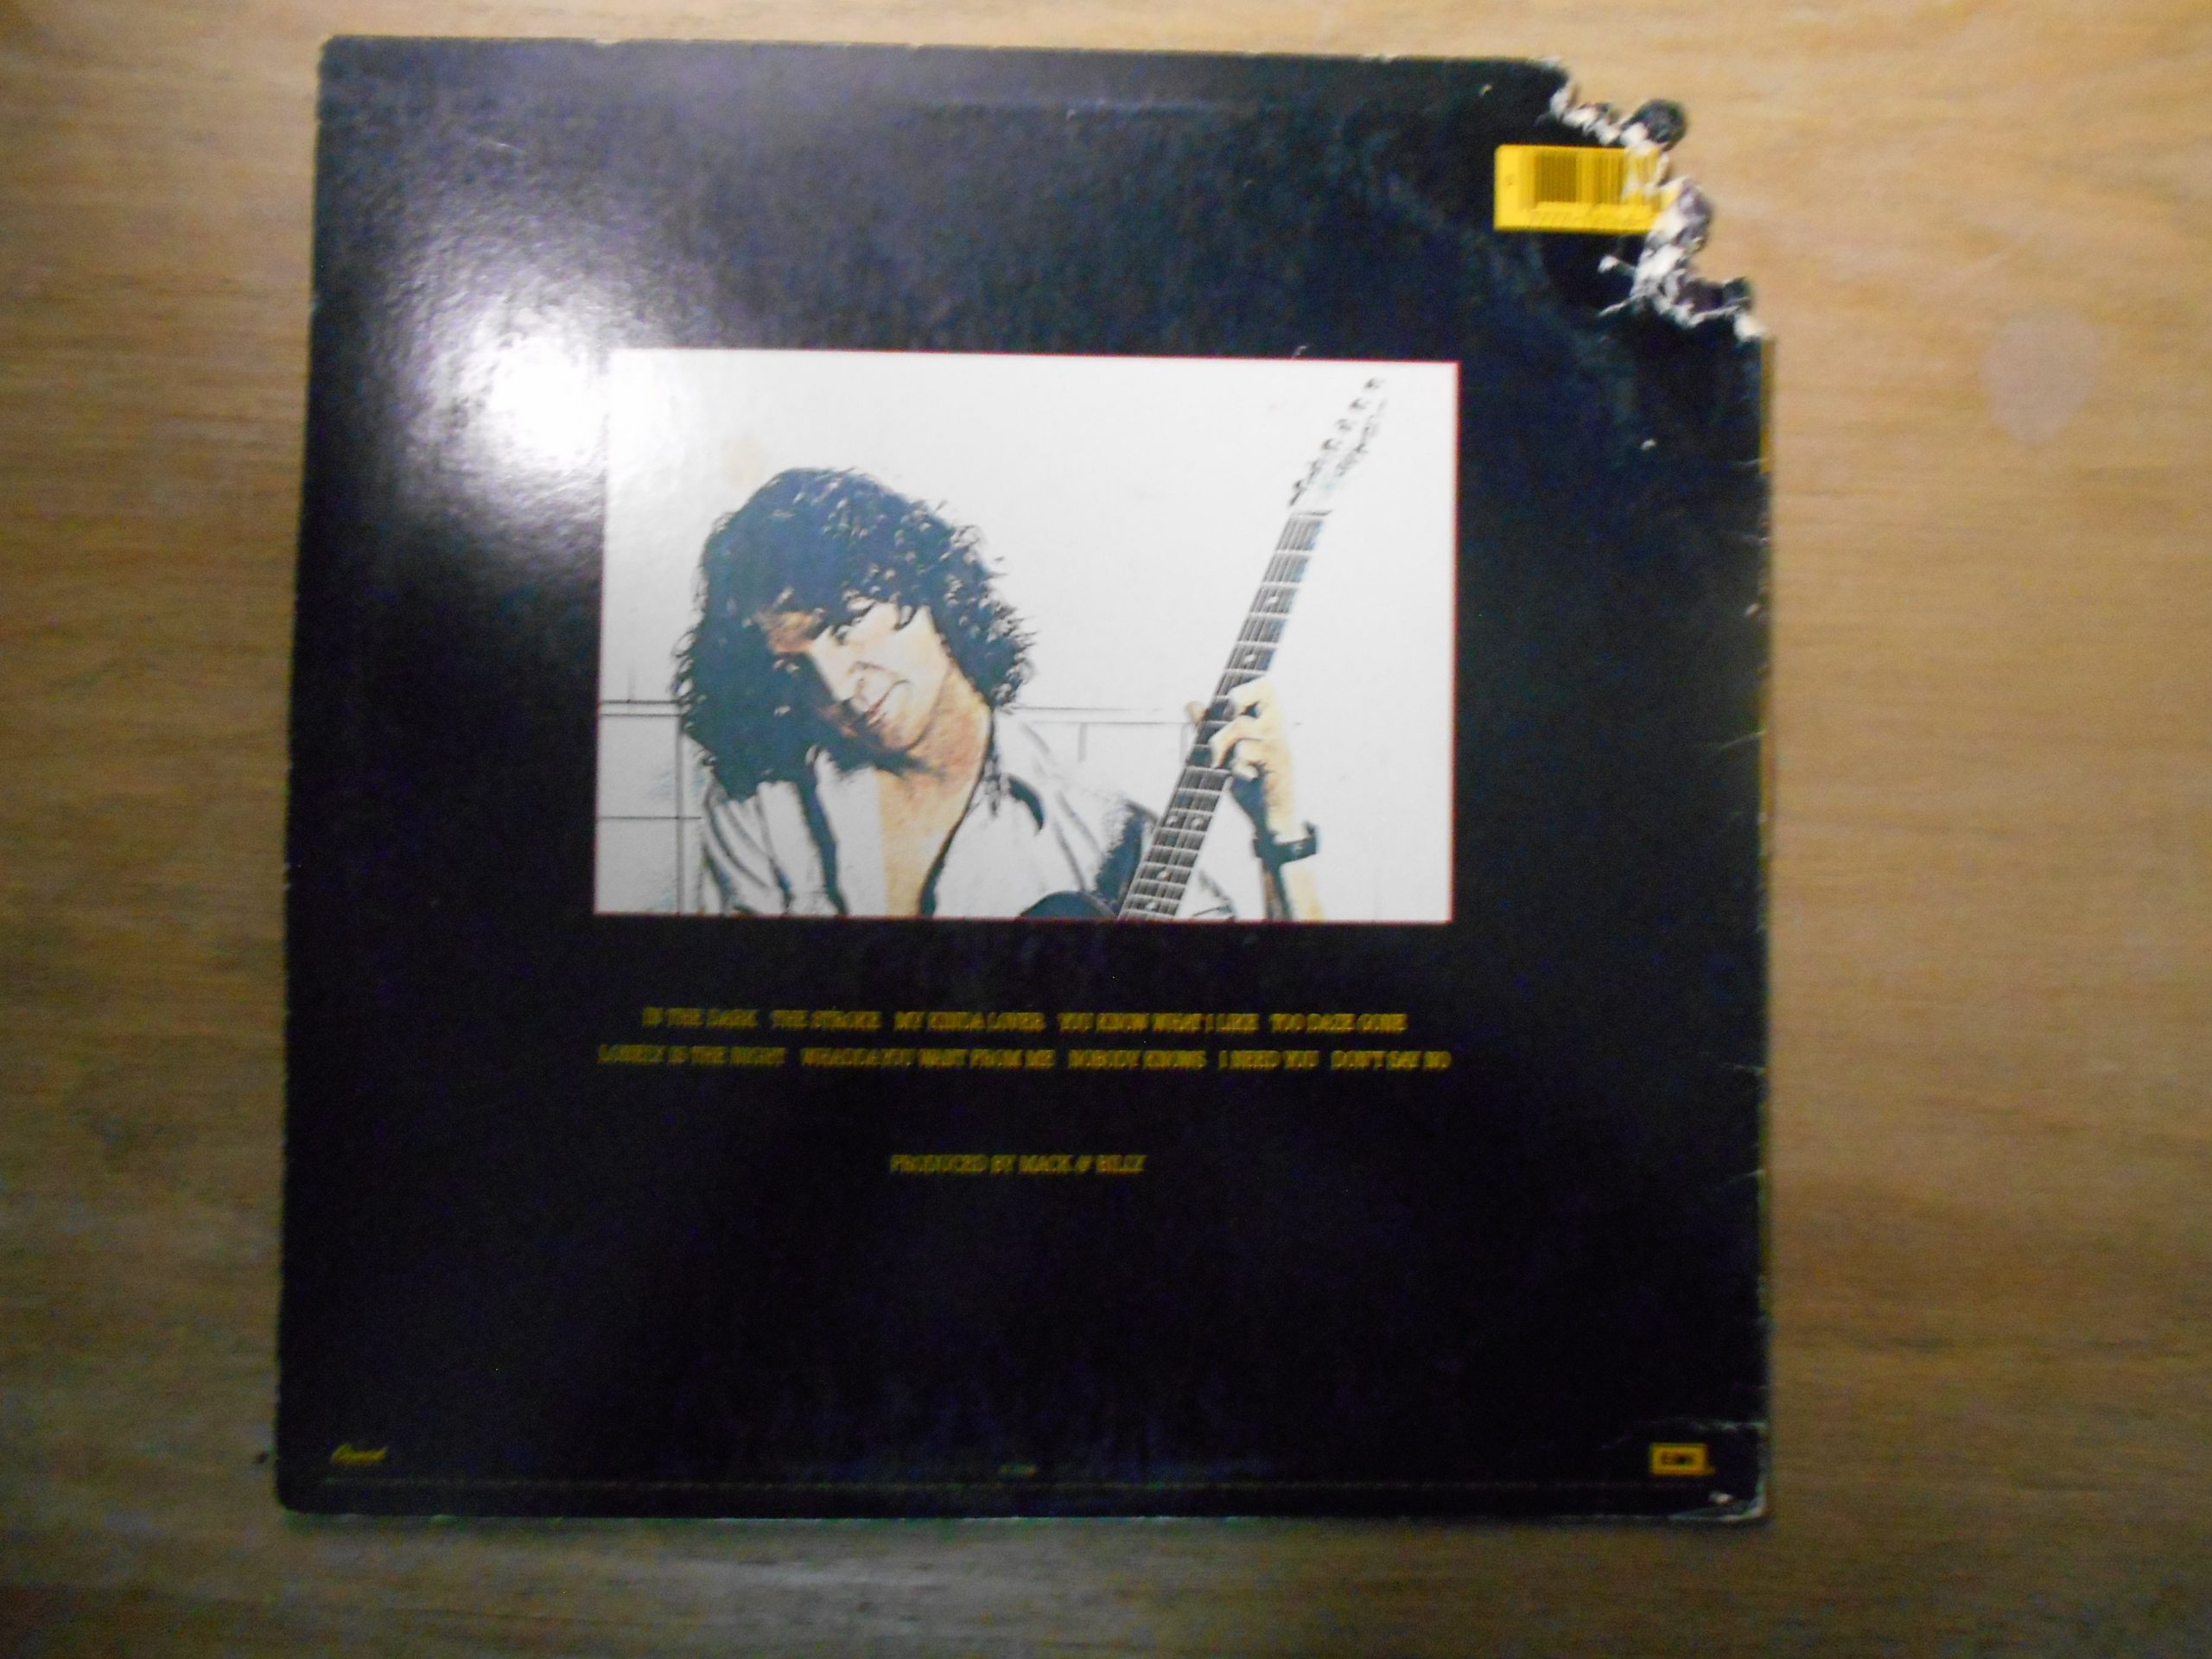 IN THE DARK   THE STROKE   MY KINDA LOVER   YOU KNOW WHAT I LIKE   TOO DAZE GONE
LONELY IS THE NIGHT   WHADDA YOU WANT FROM ME   NOBODY KNOWS   I NEED YOU   DON'T SAY NO
PRODUCED BY MACK & BILLY
Capitol
EMI